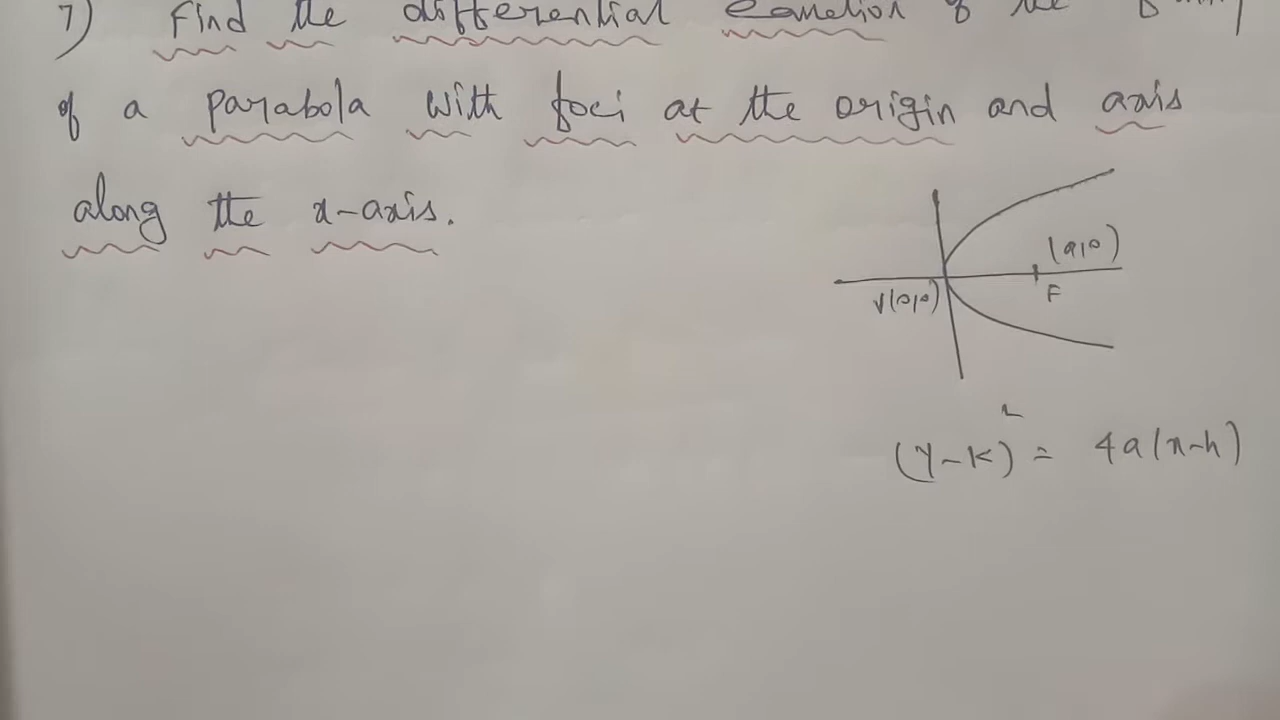 7) Find the differential equation of the family
of a parabola with foci at the origin and axis
along the x-axis.
(a,0)
V(0,0)
F
(y-k)² = 4a(x-h)